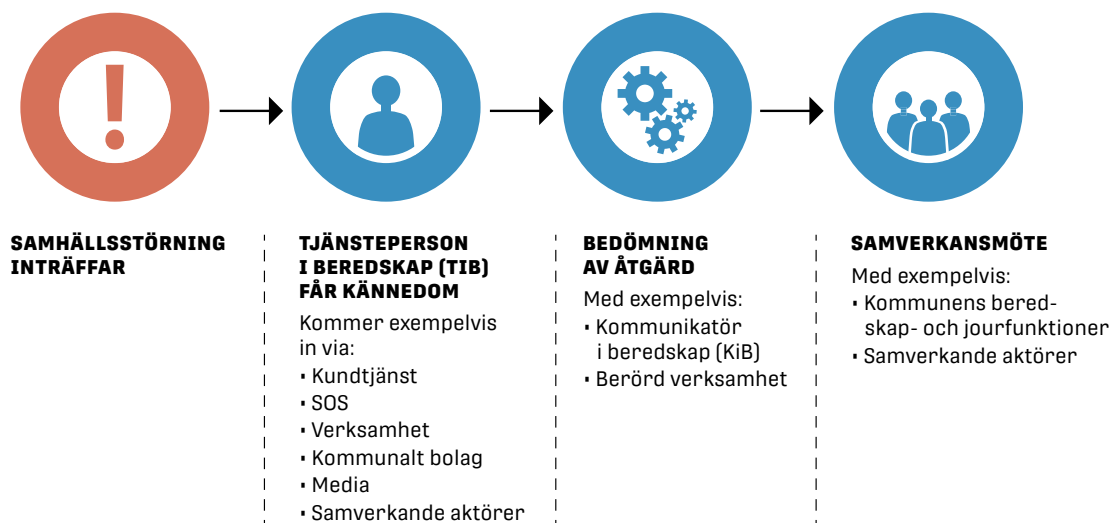 SAMHÄLLSSTÖRNING
INTRÄFFAR
TJÄNSTEPERSON
I BEREDSKAP (TIB)
FÅR KÄNNEDOM
Kommer exempelvis
in via:
• Kundtjänst
• SOS
• Verksamhet
• Kommunalt bolag
• Media
• Samverkande aktörer
BEDÖMNING
AV ÅTGÄRD
Med exempelvis:
• Kommunikatör
i beredskap (KiB)
• Berörd verksamhet
SAMVERKANSMÖTE
Med exempelvis:
• Kommunens bered-
skap- och jourfunktioner
• Samverkande aktörer